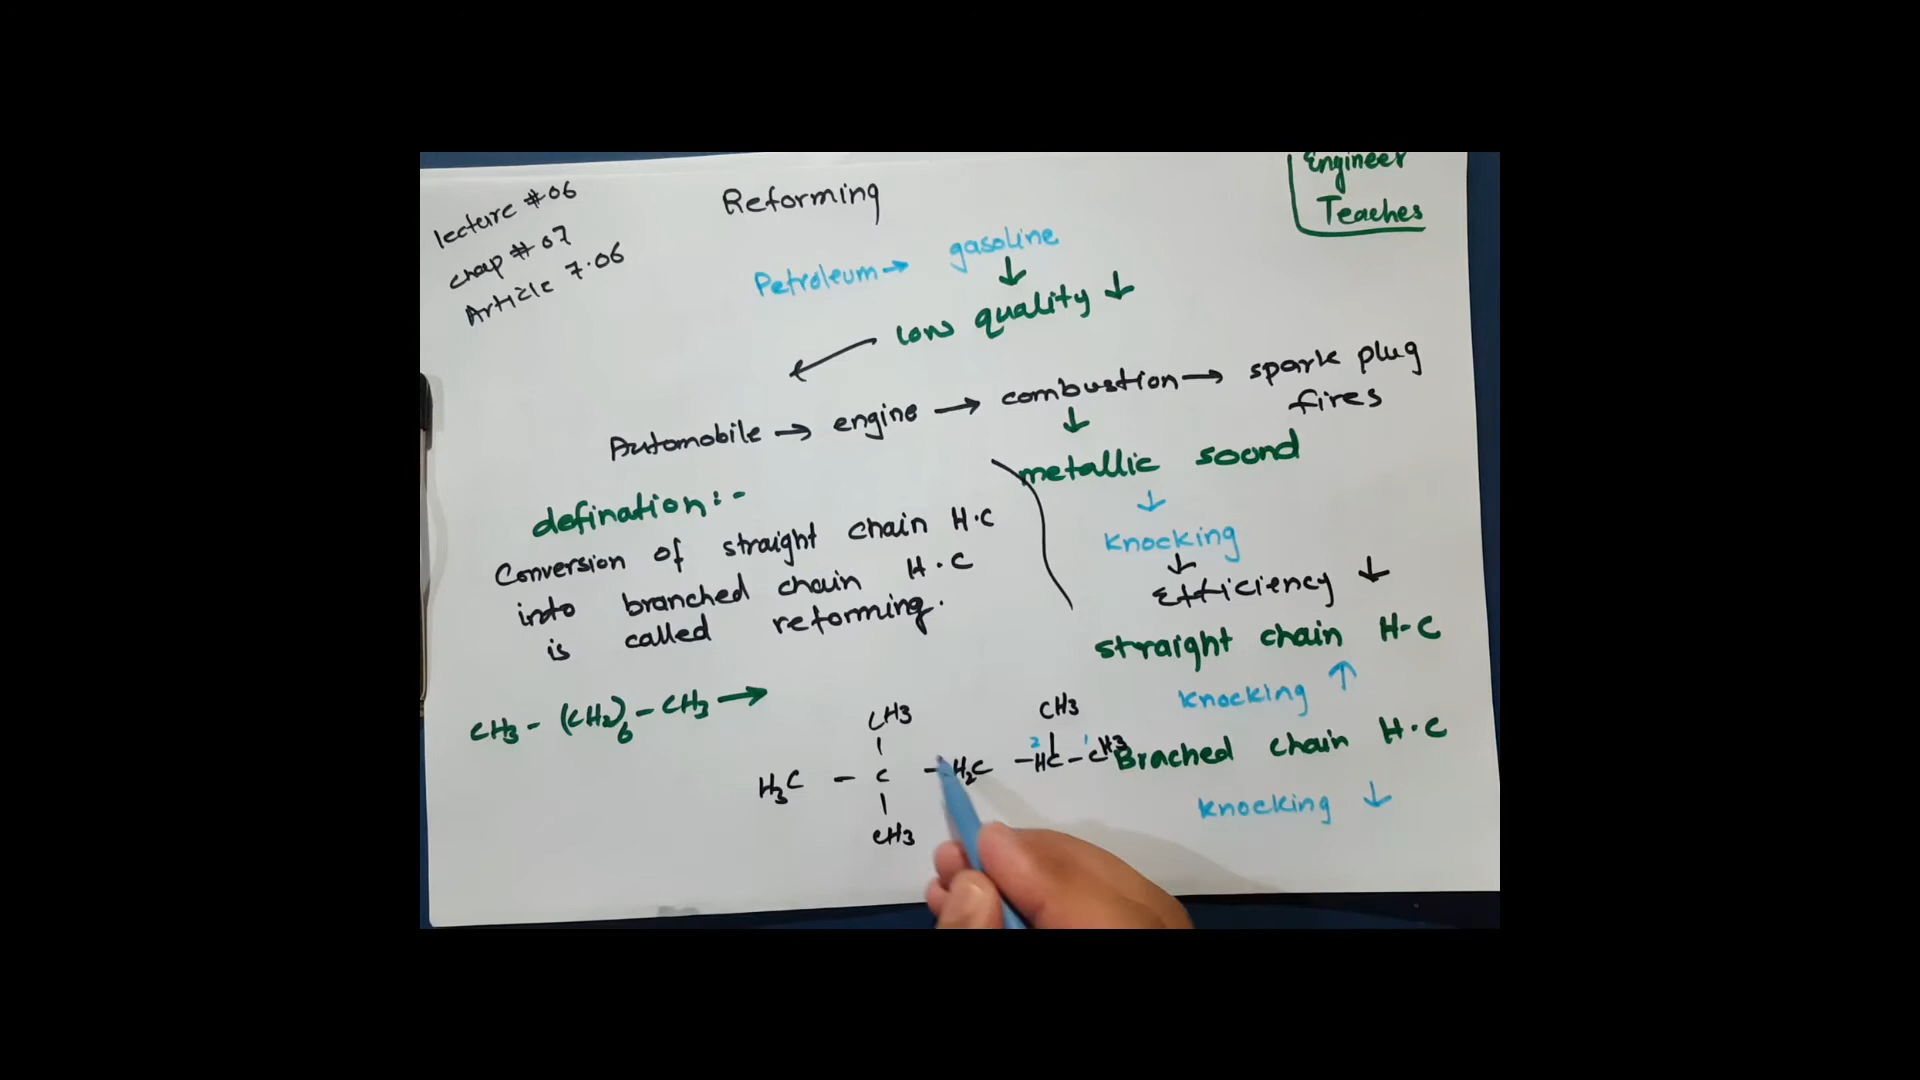 lecture #06
chap # 07
Article 7.06
Reforming
Engineer
Teaches
Petroleum → gasoline
↓
low quality ↓
Automobile → engine → combustion → spark plug
fires
↓
metallic sound
↓
knocking
↓
Efficiency ↓
straight chain H-C
knocking ↑
Brached chain H.C
knocking ↓
defination:-
Conversion of straight chain H.C
into branched chain H.C
is called reforming.
CH3- (CH2)6 - CH3 →
CH3 CH3
2 1
H3C - C - H2C - HC - CH3
CH3